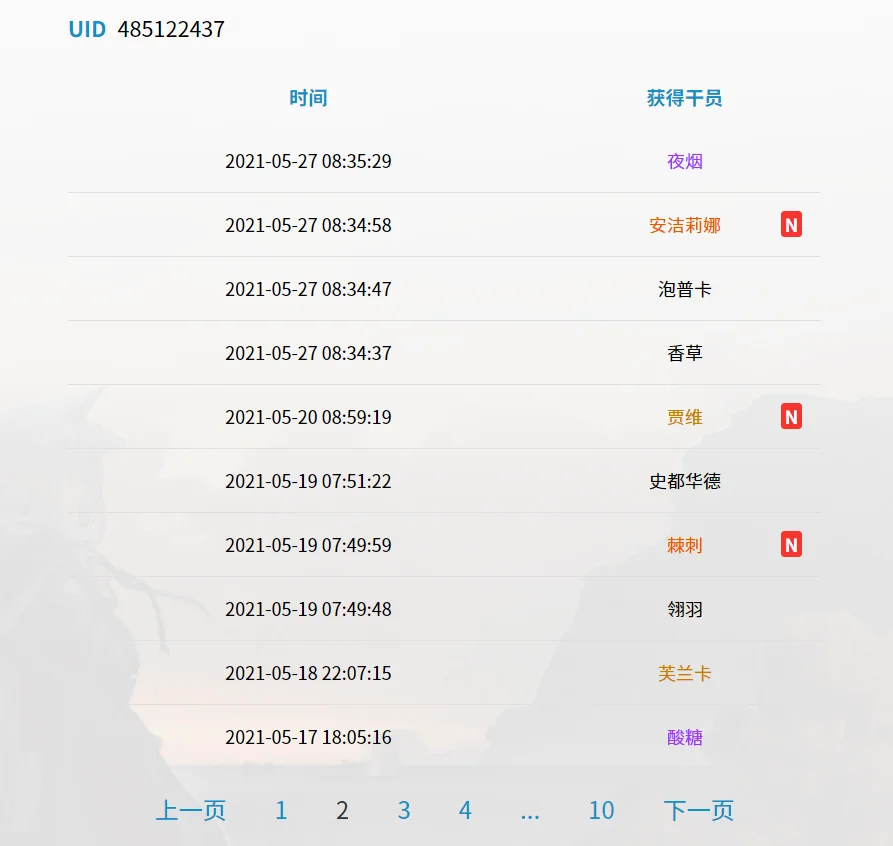 UID 485122437
时间 获得干员
2021-05-27 08:35:29 夜烟
2021-05-27 08:34:58 安洁莉娜 N
2021-05-27 08:34:47 泡普卡
2021-05-27 08:34:37 香草
2021-05-20 08:59:19 贾维 N
2021-05-19 07:51:22 史都华德
2021-05-19 07:49:59 棘刺 N
2021-05-19 07:49:48 翎羽
2021-05-18 22:07:15 芙兰卡
2021-05-17 18:05:16 酸糖
上一页 1 2 3 4 ... 10 下一页